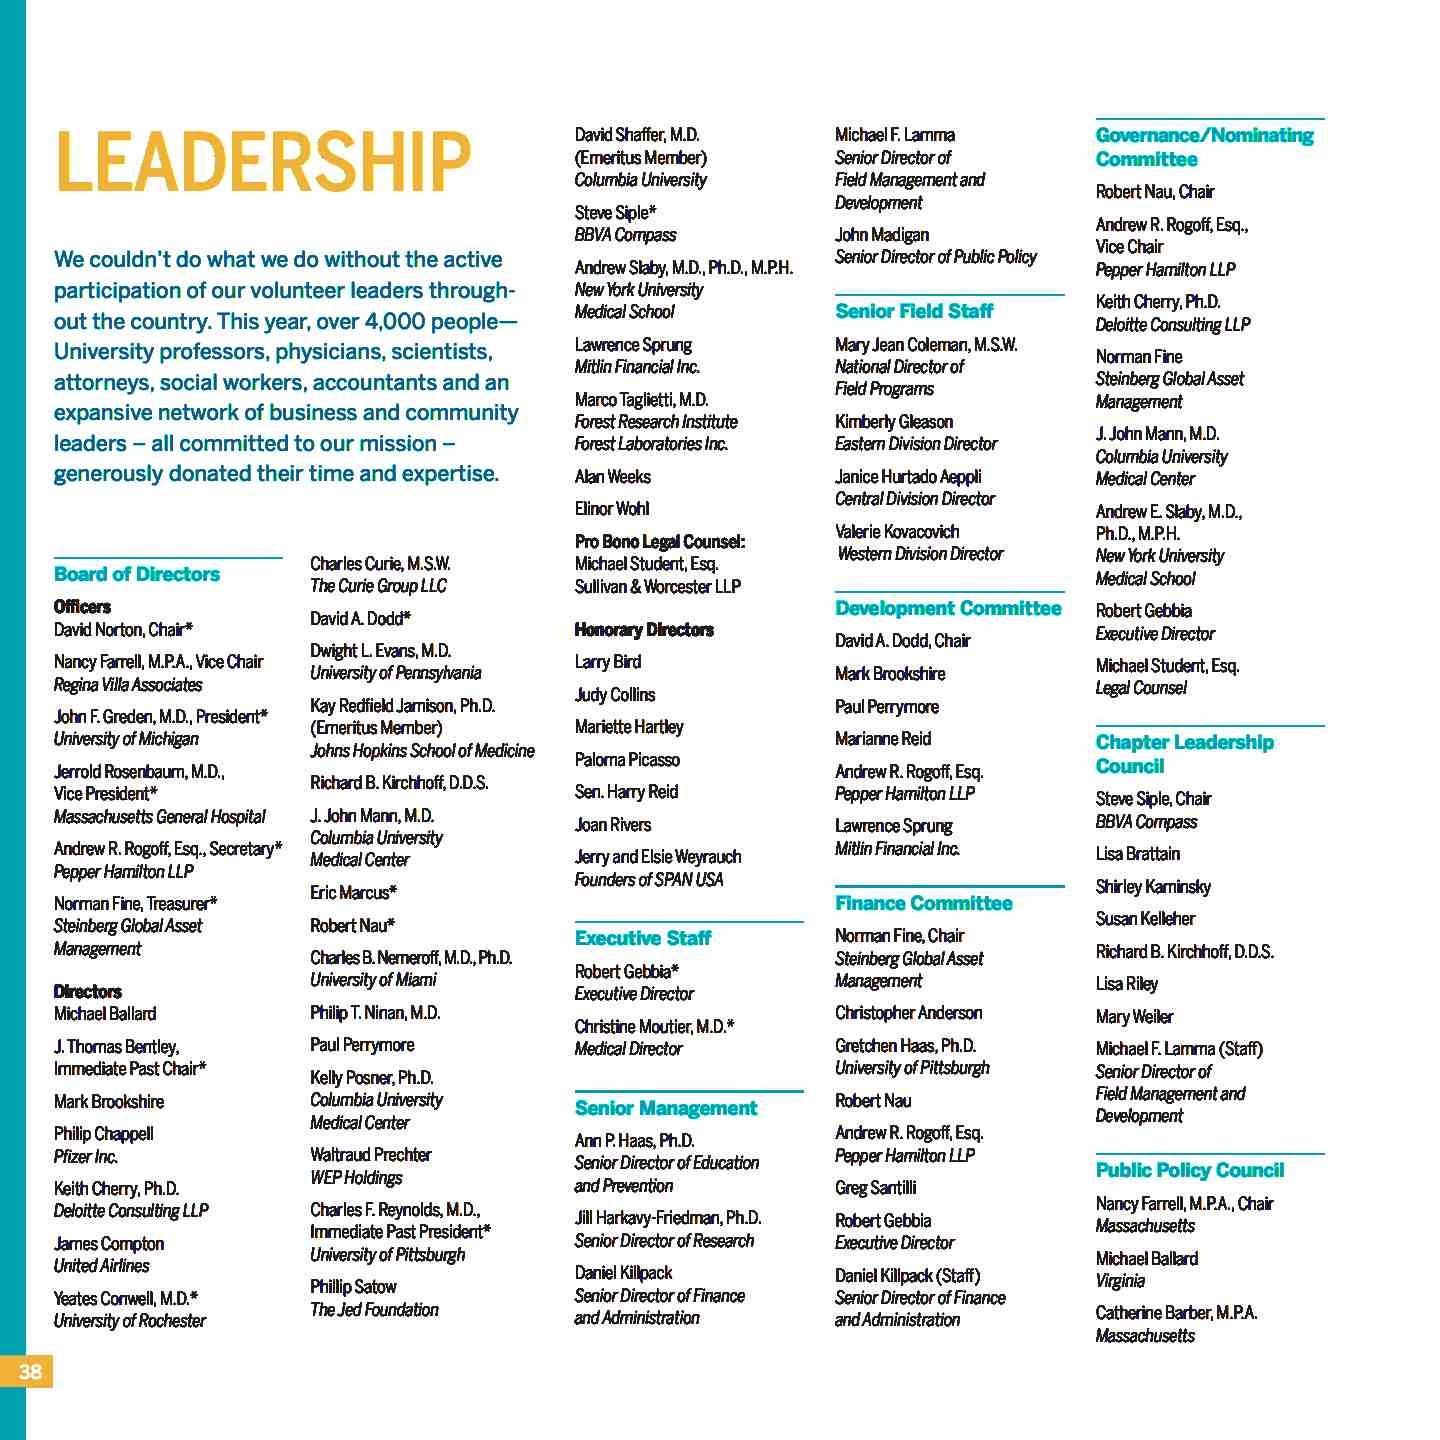 LEADERSHIP
We couldn't do what we do without the active
participation of our volunteer leaders through-
out the country. This year, over 4,000 people—
University professors, physicians, scientists,
attorneys, social workers, accountants and an
expansive network of business and community
leaders – all committed to our mission –
generously donated their time and expertise.
Board of Directors
Officers
David Norton, Chair*
Nancy Farrell, M.P.A., Vice Chair
Regina Villa Associates
John F. Greden, M.D., President*
University of Michigan
Jerrold Rosenbaum, M.D.,
Vice President*
Massachusetts General Hospital
Andrew R. Rogoff, Esq., Secretary*
Pepper Hamilton LLP
Norman Fine, Treasurer*
Steinberg Global Asset
Management
Directors
Michael Ballard
J. Thomas Bentley,
Immediate Past Chair*
Mark Brookshire
Philip Chappell
Pfizer Inc.
Keith Cherry, Ph.D.
Deloitte Consulting LLP
James Compton
United Airlines
Yeates Conwell, M.D.*
University of Rochester
Charles Curie, M.S.W.
The Curie Group LLC
David A. Dodd*
Dwight L. Evans, M.D.
University of Pennsylvania
Kay Redfield Jamison, Ph.D.
(Emeritus Member)
Johns Hopkins School of Medicine
Richard B. Kirchhoff, D.D.S.
J. John Mann, M.D.
Columbia University
Medical Center
Eric Marcus*
Robert Nau*
Charles B. Nemeroff, M.D., Ph.D.
University of Miami
Philip T. Ninan, M.D.
Paul Perrymore
Kelly Posner, Ph.D.
Columbia University
Medical Center
Waltraud Prechter
WEP Holdings
Charles F. Reynolds, M.D.,
Immediate Past President*
University of Pittsburgh
Phillip Satow
The Jed Foundation
David Shaffer, M.D.
(Emeritus Member)
Columbia University
Steve Siple*
BBVA Compass
Andrew Slaby, M.D., Ph.D., M.P.H.
New York University
Medical School
Lawrence Sprung
Mitlin Financial Inc.
Marco Taglietti, M.D.
Forest Research Institute
Forest Laboratories Inc.
Alan Weeks
Elinor Wohl
Pro Bono Legal Counsel:
Michael Student, Esq.
Sullivan & Worcester LLP
Honorary Directors
Larry Bird
Judy Collins
Mariette Hartley
Paloma Picasso
Sen. Harry Reid
Joan Rivers
Jerry and Elsie Weyrauch
Founders of SPAN USA
Executive Staff
Robert Gebbia*
Executive Director
Christine Moutier, M.D.*
Medical Director
Senior Management
Ann P. Haas, Ph.D.
Senior Director of Education
and Prevention
Jill Harkavy-Friedman, Ph.D.
Senior Director of Research
Daniel Killpack
Senior Director of Finance
and Administration
Michael F. Lamma
Senior Director of
Field Management and
Development
John Madigan
Senior Director of Public Policy
Senior Field Staff
Mary Jean Coleman, M.S.W.
National Director of
Field Programs
Kimberly Gleason
Eastern Division Director
Janice Hurtado Aeppli
Central Division Director
Valerie Kovacovich
Western Division Director
Development Committee
David A. Dodd, Chair
Mark Brookshire
Paul Perrymore
Marianne Reid
Andrew R. Rogoff, Esq.
Pepper Hamilton LLP
Lawrence Sprung
Mitlin Financial Inc.
Finance Committee
Norman Fine, Chair
Steinberg Global Asset
Management
Christopher Anderson
Gretchen Haas, Ph.D.
University of Pittsburgh
Robert Nau
Andrew R. Rogoff, Esq.
Pepper Hamilton LLP
Greg Santilli
Robert Gebbia
Executive Director
Daniel Killpack (Staff)
Senior Director of Finance
and Administration
Governance/Nominating
Committee
Robert Nau, Chair
Andrew R. Rogoff, Esq.,
Vice Chair
Pepper Hamilton LLP
Keith Cherry, Ph.D.
Deloitte Consulting LLP
Norman Fine
Steinberg Global Asset
Management
J. John Mann, M.D.
Columbia University
Medical Center
Andrew E. Slaby, M.D.,
Ph.D., M.P.H.
New York University
Medical School
Robert Gebbia
Executive Director
Michael Student, Esq.
Legal Counsel
Chapter Leadership
Council
Steve Siple, Chair
BBVA Compass
Lisa Brattain
Shirley Kaminsky
Susan Kelleher
Richard B. Kirchhoff, D.D.S.
Lisa Riley
Mary Weiler
Michael F. Lamma (Staff)
Senior Director of
Field Management and
Development
Public Policy Council
Nancy Farrell, M.P.A., Chair
Massachusetts
Michael Ballard
Virginia
Catherine Barber, M.P.A.
Massachusetts
38